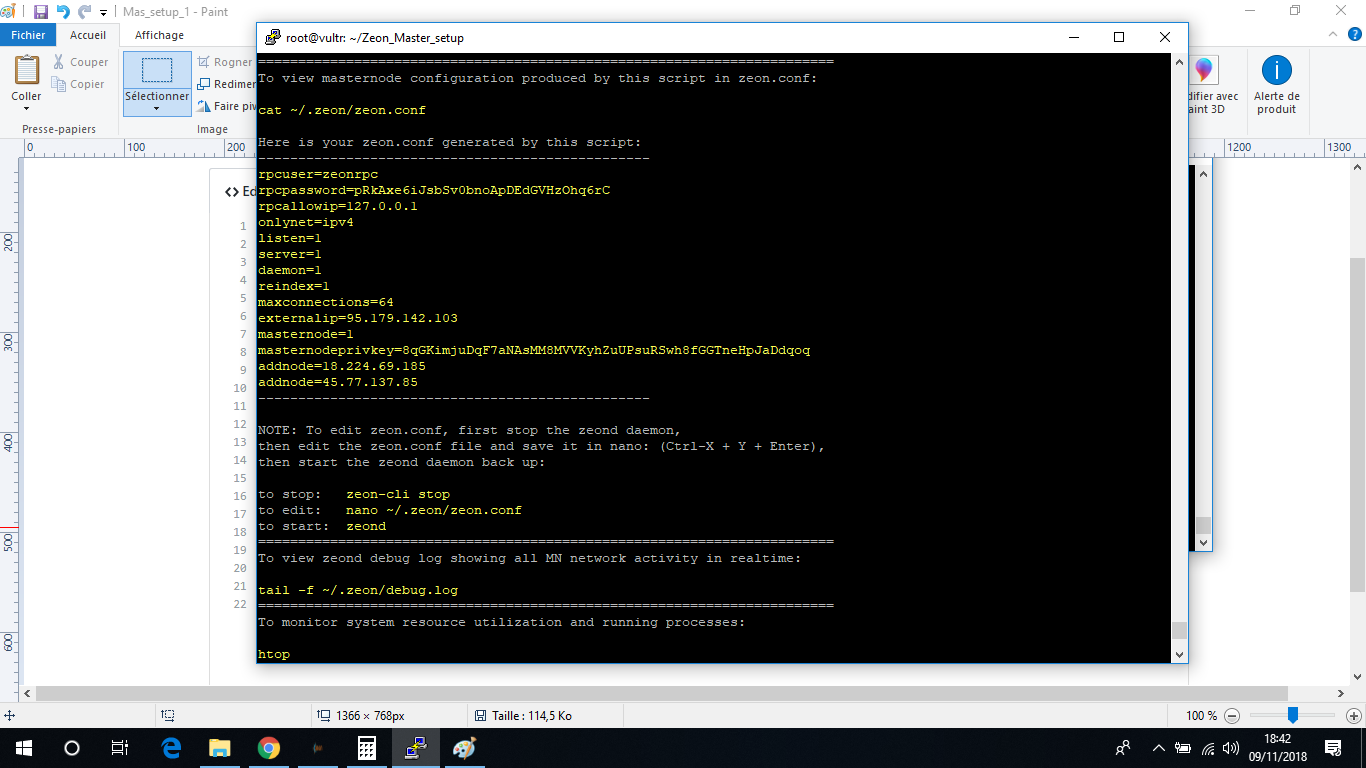 Mas_setup_1 - Paint
Fichier
Accueil
Affichage
Coller
Couper
Copier
Presse-papiers
Sélectionner
Rogner
Redimer
Faire piv
Image
difier avec
aint 3D
Alerte de
produit
0
100
200
1200
1300
200
300
400
500
600
<> Ed
1
2
3
4
5
6
7
8
9
10
11
12
13
14
15
16
17
18
19
20
21
22
root@vultr: ~/Zeon_Master_setup
========================================================================
To view masternode configuration produced by this script in zeon.conf:
cat ~/.zeon/zeon.conf
Here is your zeon.conf generated by this script:
-------------------------------------------------
rpcuser=zeonrpc
rpcpassword=pRkAxe6iJsbSv0bnoApDEdGVHzOhq6rC
rpcallowip=127.0.0.1
onlynet=ipv4
listen=1
server=1
daemon=1
reindex=1
maxconnections=64
externalip=95.179.142.103
masternode=1
masternodeprivkey=8qGKimjuDqF7aNAsMM8MVVKyhZuUPsuRSwh8fGGTneHpJaDdqoq
addnode=18.224.69.185
addnode=45.77.137.85
-------------------------------------------------
NOTE: To edit zeon.conf, first stop the zeond daemon,
then edit the zeon.conf file and save it in nano: (Ctrl-X + Y + Enter),
then start the zeond daemon back up:
to stop:   zeon-cli stop
to edit:   nano ~/.zeon/zeon.conf
to start:  zeond
========================================================================
To view zeond debug log showing all MN network activity in realtime:
tail -f ~/.zeon/debug.log
========================================================================
To monitor system resource utilization and running processes:
htop
1366 × 768px
Taille : 114,5 Ko
100 %
18:42
09/11/2018